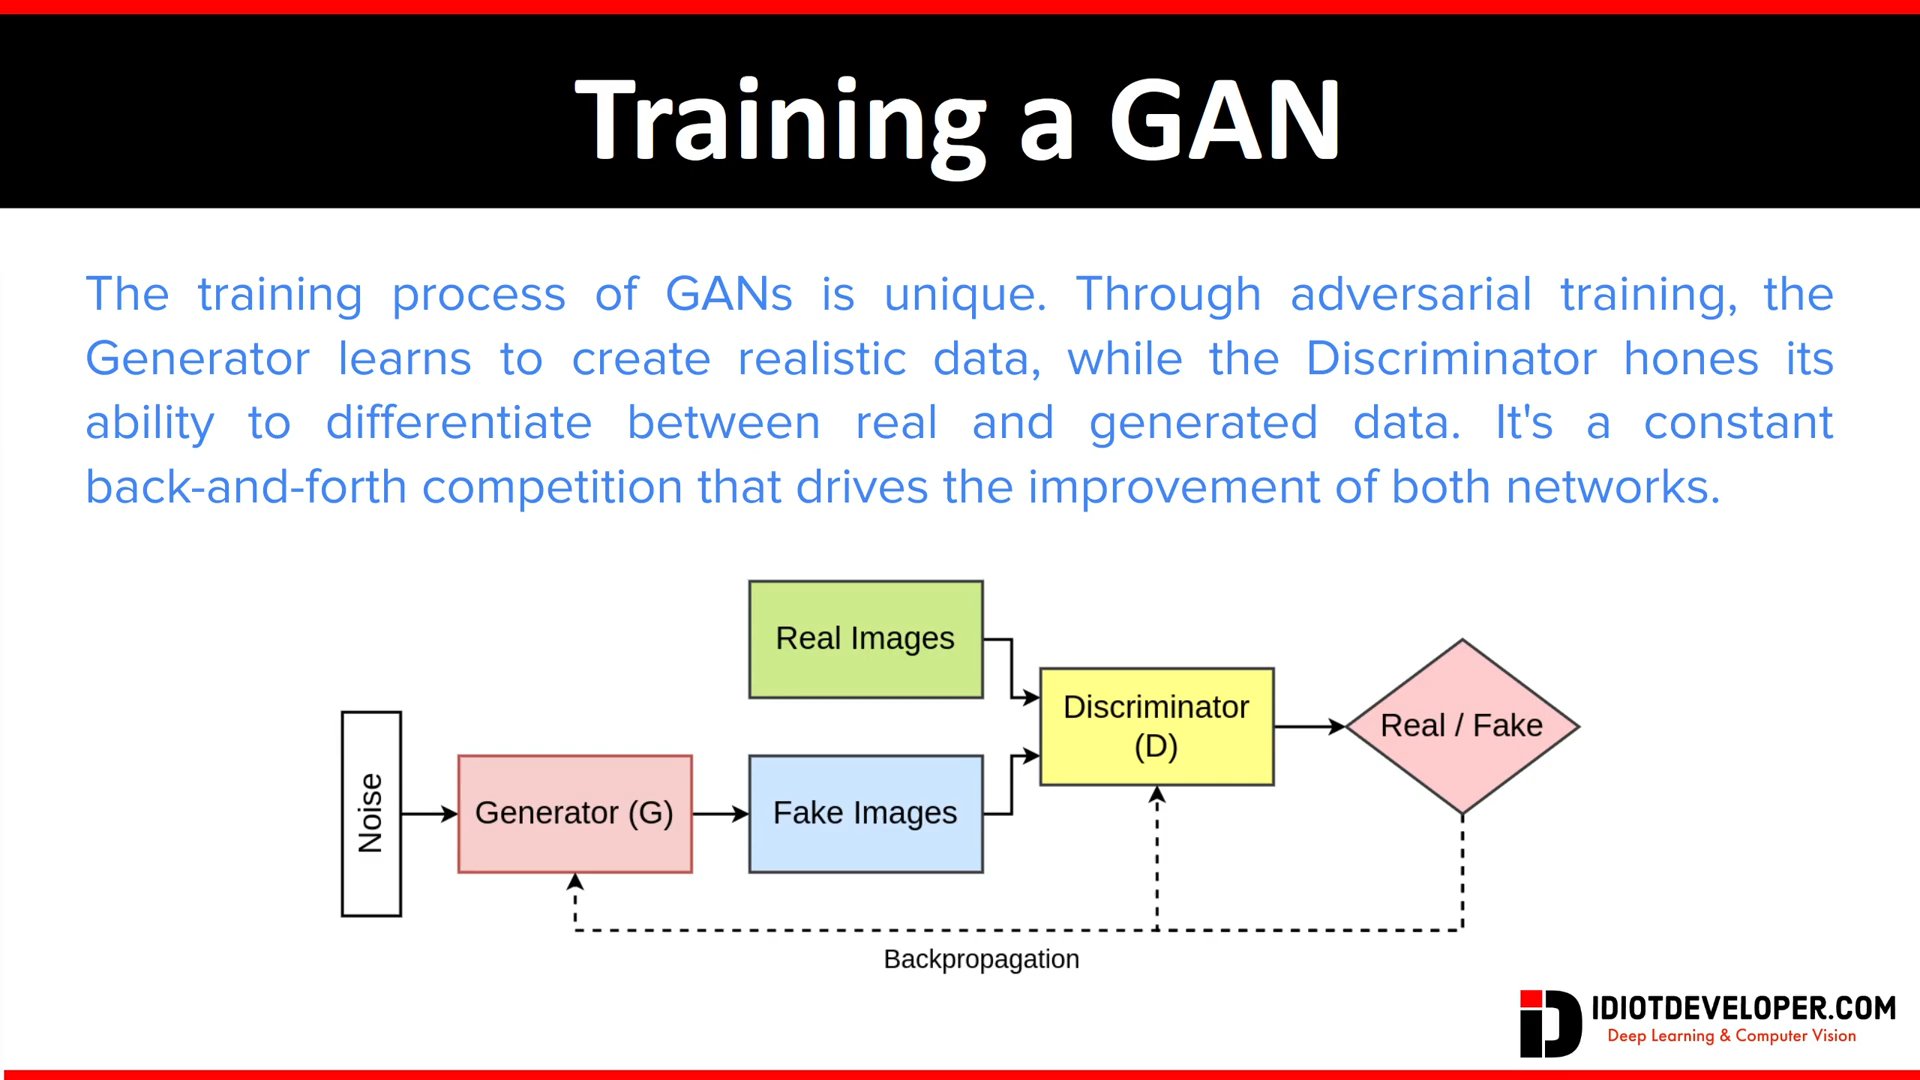 Training a GAN
The training process of GANs is unique. Through adversarial training, the
Generator learns to create realistic data, while the Discriminator hones its
ability to differentiate between real and generated data. It's a constant
back-and-forth competition that drives the improvement of both networks.
Real Images
Discriminator
(D)
Real / Fake
Noise
Generator (G)
Fake Images
Backpropagation
ID
IDIOTDEVELOPER.COM
Deep Learning & Computer Vision